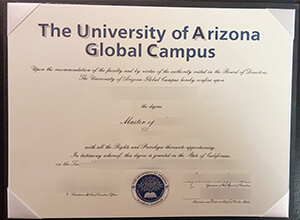 The University of Arizona
Global Campus
Upon the recommendation of the faculty and by virtue of the authority vested in the Board of Directors,
The University of Arizona Global Campus hereby confers upon
the degree
Master of
with all the Rights and Privileges thereunto appertaining.
In testimony whereof, this degree is granted in the State of California,
on the